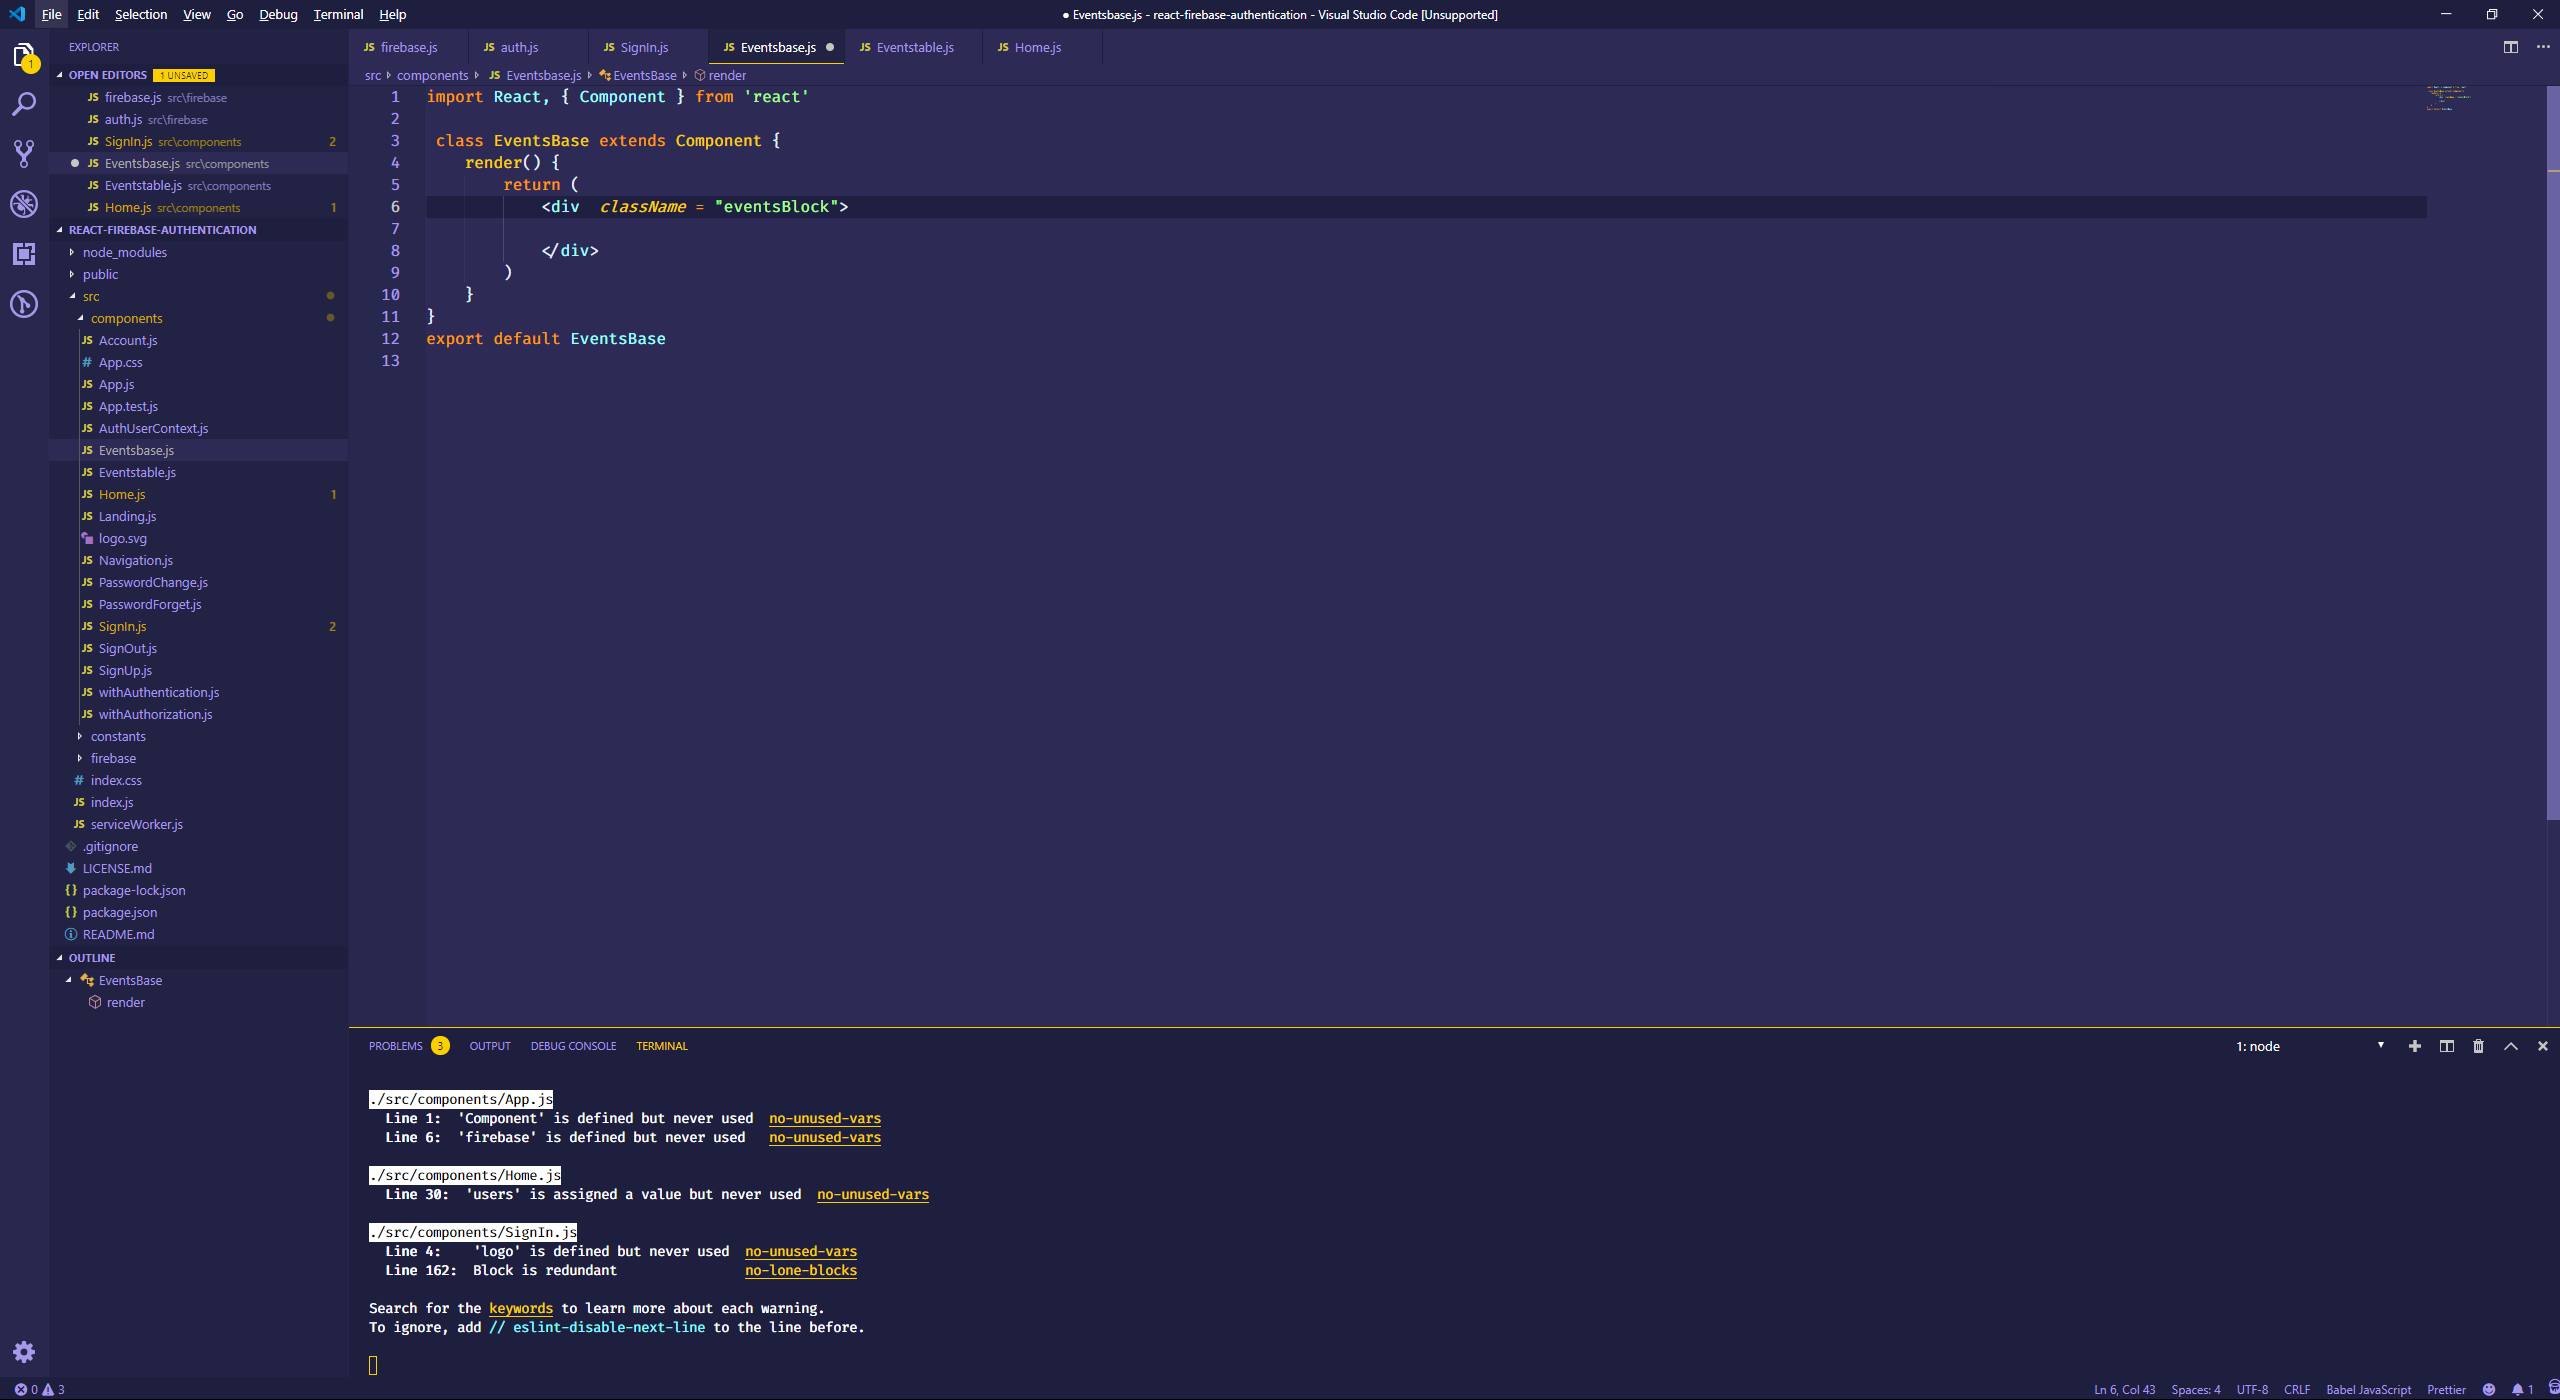 File Edit Selection View Go Debug Terminal Help
● Eventsbase.js - react-firebase-authentication - Visual Studio Code [Unsupported]
1
EXPLORER
OPEN EDITORS 1 UNSAVED
JS firebase.js src\firebase
JS auth.js src\firebase
JS SignIn.js src\components 2
● JS Eventsbase.js src\components
JS Eventstable.js src\components
JS Home.js src\components 1
REACT-FIREBASE-AUTHENTICATION
node_modules
public
src
components
JS Account.js
# App.css
JS App.js
JS App.test.js
JS AuthUserContext.js
JS Eventsbase.js
JS Eventstable.js
JS Home.js 1
JS Landing.js
logo.svg
JS Navigation.js
JS PasswordChange.js
JS PasswordForget.js
JS SignIn.js 2
JS SignOut.js
JS SignUp.js
JS withAuthentication.js
JS withAuthorization.js
constants
firebase
# index.css
JS index.js
JS serviceWorker.js
.gitignore
LICENSE.md
{} package-lock.json
{} package.json
README.md
OUTLINE
EventsBase
render
JS firebase.js JS auth.js JS SignIn.js JS Eventsbase.js ● JS Eventstable.js JS Home.js
src components JS Eventsbase.js EventsBase render
1 import React, { Component } from 'react'
2
3 class EventsBase extends Component {
4 render() {
5 return (
6 <div  className = "eventsBlock">
7
8 </div>
9 )
10 }
11 }
12 export default EventsBase
13
PROBLEMS 3 OUTPUT DEBUG CONSOLE TERMINAL 1: node
./src/components/App.js
Line 1:  'Component' is defined but never used  no-unused-vars
Line 6:  'firebase' is defined but never used   no-unused-vars
./src/components/Home.js
Line 30:  'users' is assigned a value but never used  no-unused-vars
./src/components/SignIn.js
Line 4:    'logo' is defined but never used  no-unused-vars
Line 162:  Block is redundant                no-lone-blocks
Search for the keywords to learn more about each warning.
To ignore, add // eslint-disable-next-line to the line before.
0 3 Ln 6, Col 43 Spaces: 4 UTF-8 CRLF Babel JavaScript Prettier 1